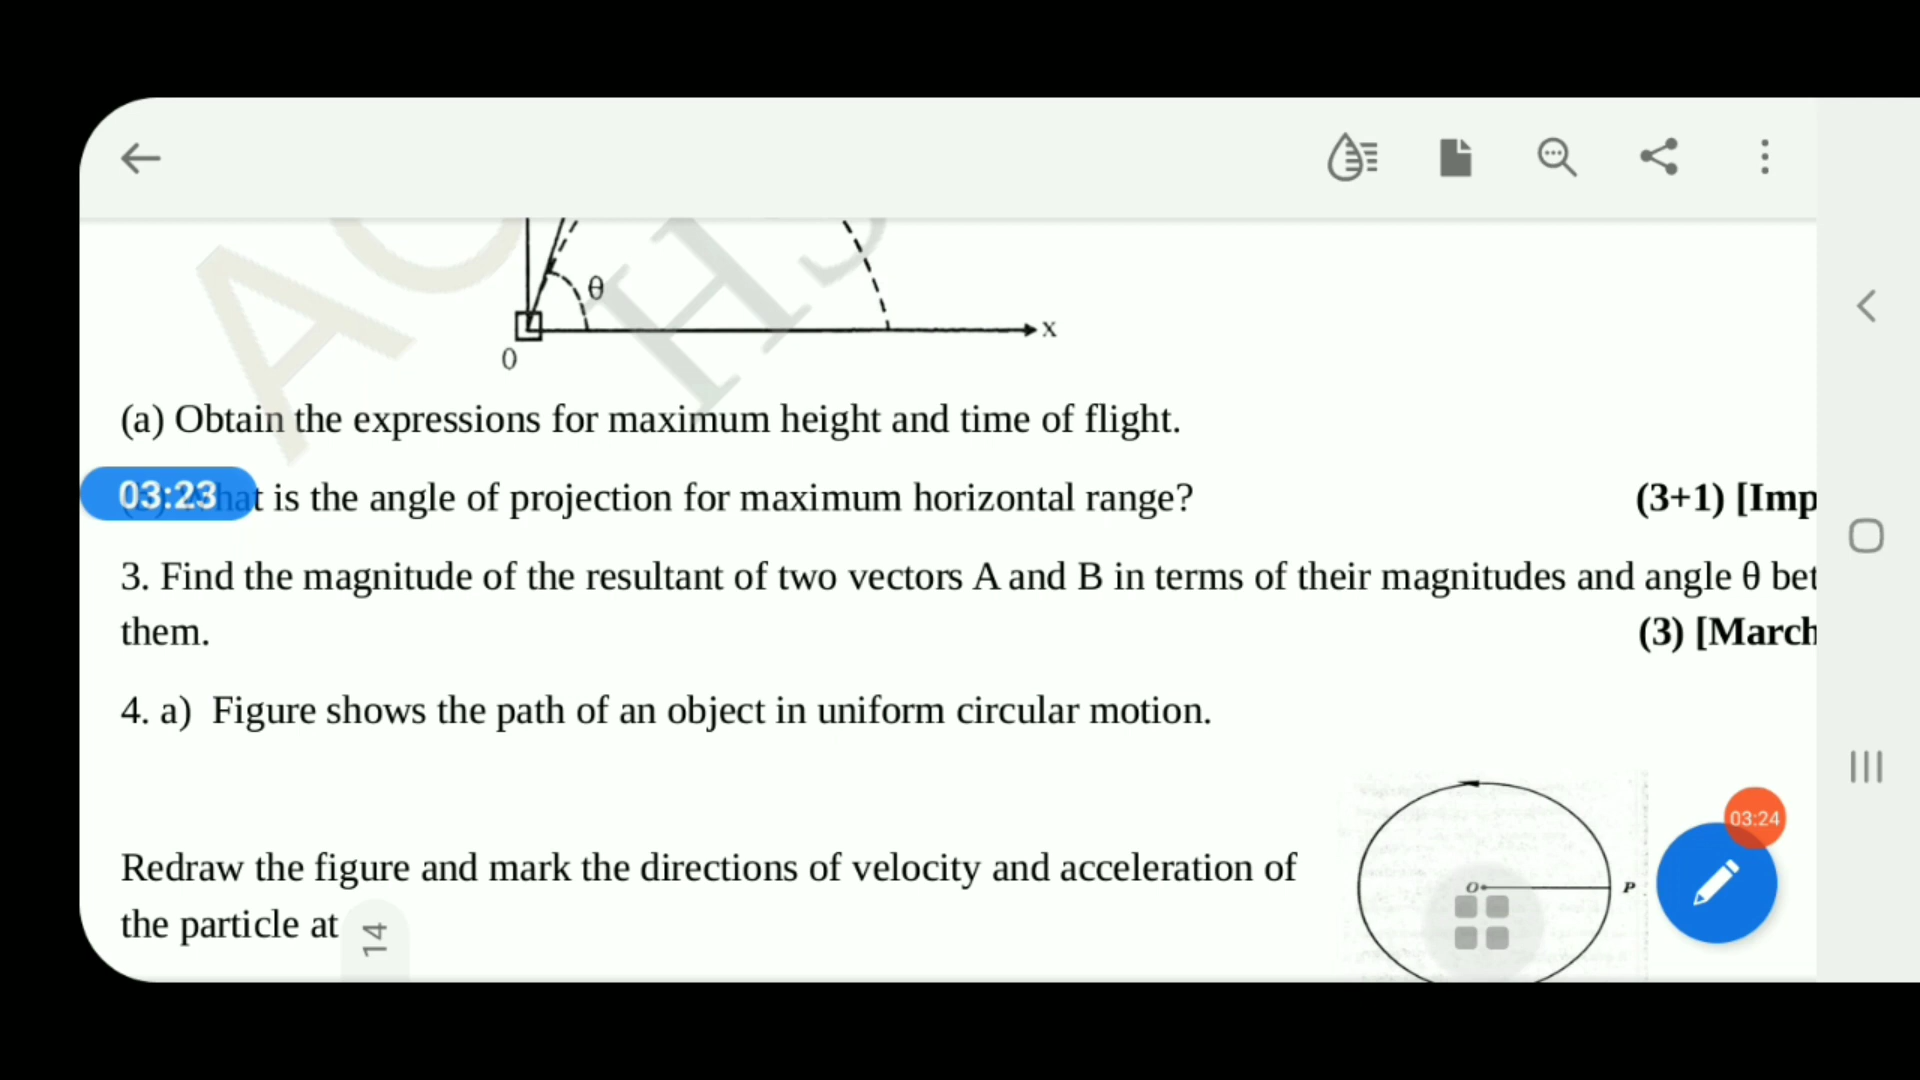 θ
x
0
(a) Obtain the expressions for maximum height and time of flight.
03:23
is the angle of projection for maximum horizontal range? (3+1) [Imp
3. Find the magnitude of the resultant of two vectors A and B in terms of their magnitudes and angle θ bet
them. (3) [March
4. a) Figure shows the path of an object in uniform circular motion.
03:24
Redraw the figure and mark the directions of velocity and acceleration of
O P
the particle at
14